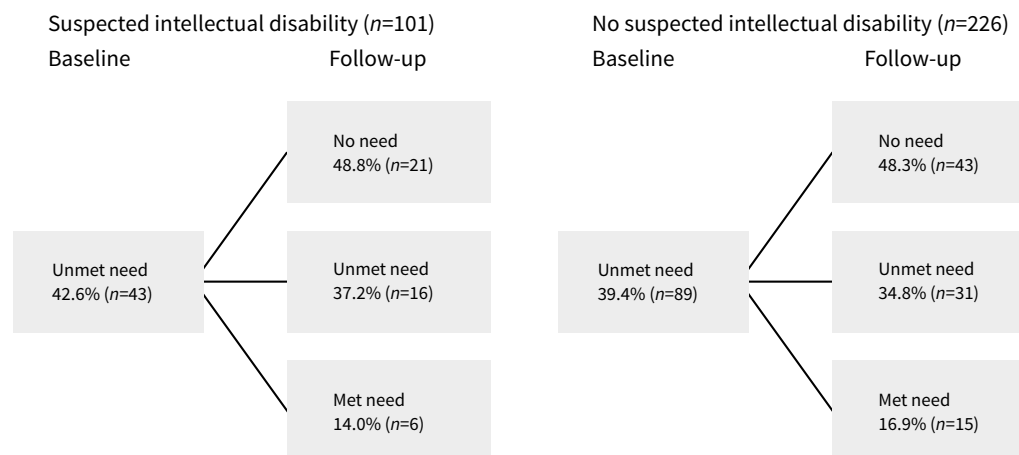 Suspected intellectual disability (n=101)
Baseline
Follow-up
No need
48.8% (n=21)
Unmet need
42.6% (n=43)
Unmet need
37.2% (n=16)
Met need
14.0% (n=6)
No suspected intellectual disability (n=226)
Baseline
Follow-up
No need
48.3% (n=43)
Unmet need
39.4% (n=89)
Unmet need
34.8% (n=31)
Met need
16.9% (n=15)